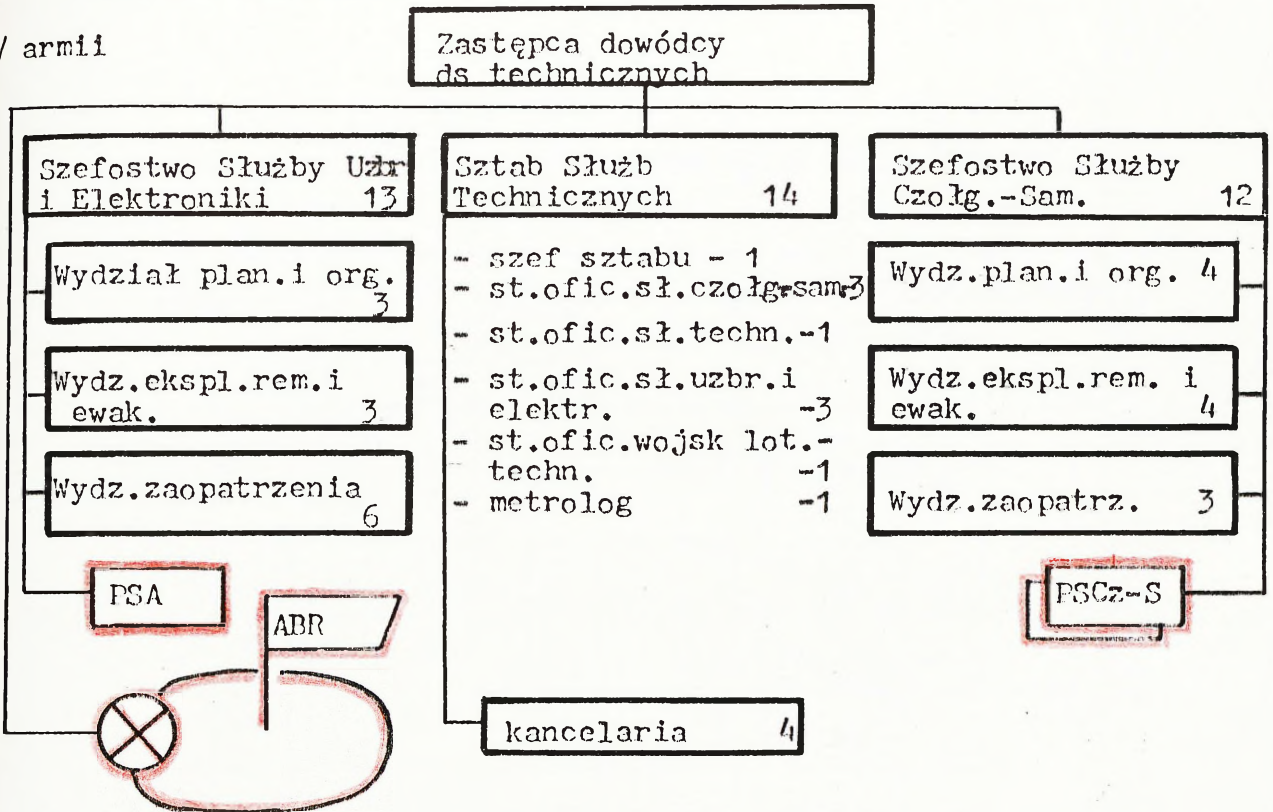 / armii
Zastępca dowódcy
ds technicznych
Szefostwo Służby Uzbr
i Elektroniki 13
Sztab Służb
Technicznych 14
Szefostwo Służby
Czołg.-Sam. 12
Wydział plan.i org.
3
Wydz.ekspl.rem.i
ewak. 3
Wydz.zaopatrzenia
6
PSA
ABR
- szef sztabu - 1
- st.ofic.sł.czołg.sam.3
- st.ofic.sł.techn.-1
- st.ofic.sł.uzbr.i
elektr. -3
- st.ofic.wojsk lot.-
techn. -1
- metrolog -1
kancelaria 4
Wydz.plan.i org. 4
Wydz.ekspl.rem. i
ewak. 4
Wydz.zaopatrz. 3
PSCz-S